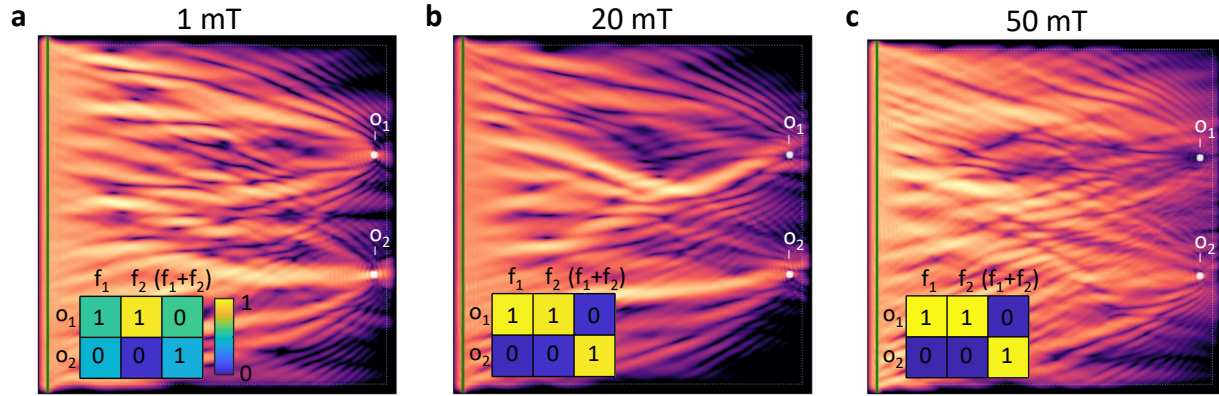 a 1 mT
b 20 mT
c 50 mT
o₁
o₂
f₁ f₂ (f₁+f₂)
o₁ 1 1 0
o₂ 0 0 1
1
0
o₁
o₂
f₁ f₂ (f₁+f₂)
o₁ 1 1 0
o₂ 0 0 1
o₁
o₂
f₁ f₂ (f₁+f₂)
o₁ 1 1 0
o₂ 0 0 1